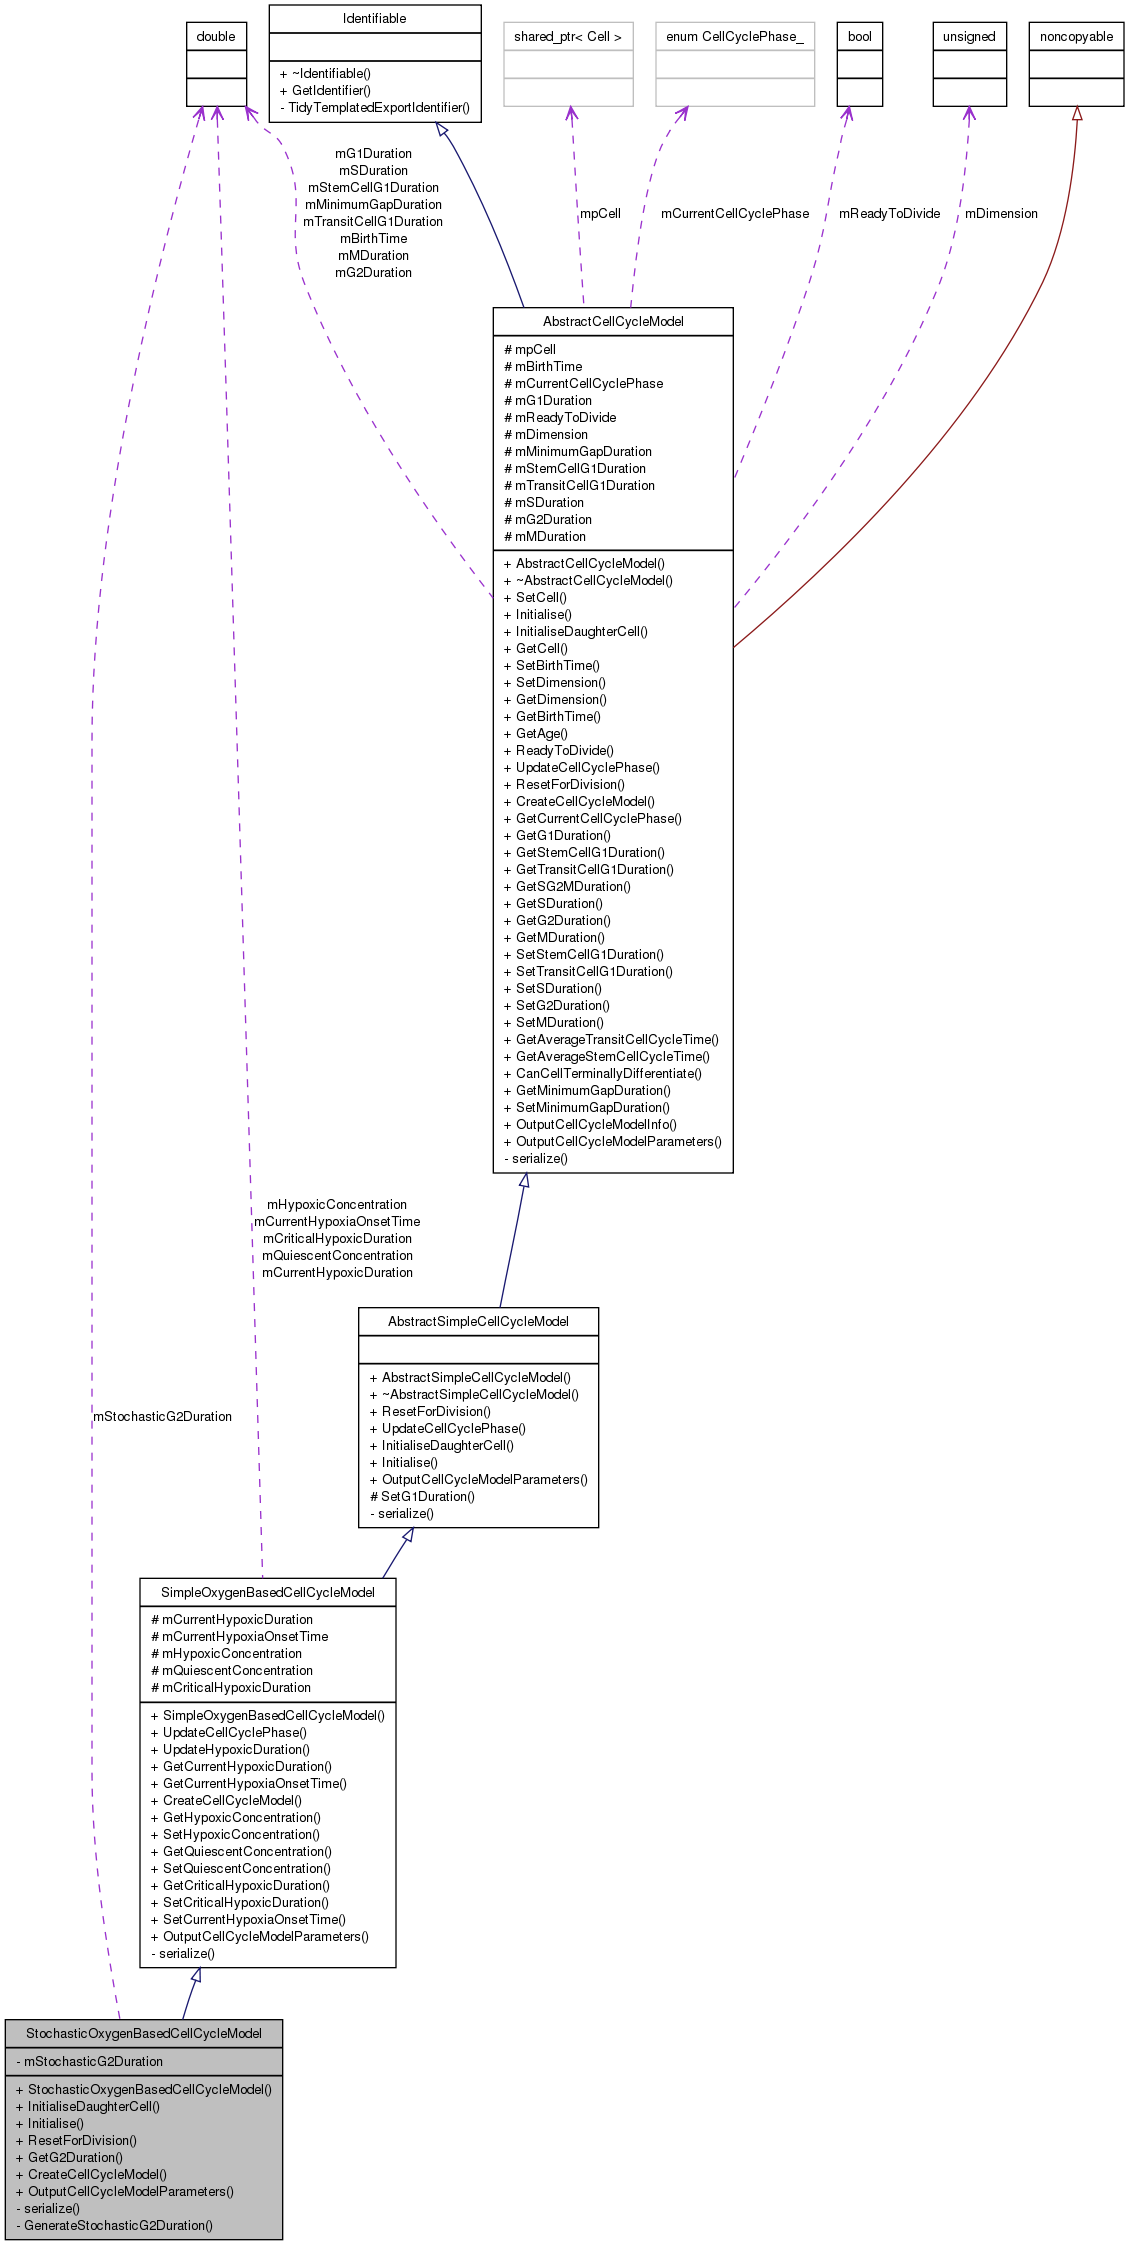 double
Identifiable
+ ~Identifiable()
+ GetIdentifier()
- TidyTemplatedExportIdentifier()
shared_ptr< Cell >
enum CellCyclePhase_
bool
unsigned
noncopyable
mG1Duration
mSDuration
mStemCellG1Duration
mMinimumGapDuration
mTransitCellG1Duration
mBirthTime
mMDuration
mG2Duration
mpCell
mCurrentCellCyclePhase
mReadyToDivide
mDimension
AbstractCellCycleModel
# mpCell
# mBirthTime
# mCurrentCellCyclePhase
# mG1Duration
# mReadyToDivide
# mDimension
# mMinimumGapDuration
# mStemCellG1Duration
# mTransitCellG1Duration
# mSDuration
# mG2Duration
# mMDuration
+ AbstractCellCycleModel()
+ ~AbstractCellCycleModel()
+ SetCell()
+ Initialise()
+ InitialiseDaughterCell()
+ GetCell()
+ SetBirthTime()
+ SetDimension()
+ GetDimension()
+ GetBirthTime()
+ GetAge()
+ ReadyToDivide()
+ UpdateCellCyclePhase()
+ ResetForDivision()
+ CreateCellCycleModel()
+ GetCurrentCellCyclePhase()
+ GetG1Duration()
+ GetStemCellG1Duration()
+ GetTransitCellG1Duration()
+ GetSG2MDuration()
+ GetSDuration()
+ GetG2Duration()
+ GetMDuration()
+ SetStemCellG1Duration()
+ SetTransitCellG1Duration()
+ SetSDuration()
+ SetG2Duration()
+ SetMDuration()
+ GetAverageTransitCellCycleTime()
+ GetAverageStemCellCycleTime()
+ CanCellTerminallyDifferentiate()
+ GetMinimumGapDuration()
+ SetMinimumGapDuration()
+ OutputCellCycleModelInfo()
+ OutputCellCycleModelParameters()
- serialize()
mHypoxicConcentration
mCurrentHypoxiaOnsetTime
mCriticalHypoxicDuration
mQuiescentConcentration
mCurrentHypoxicDuration
AbstractSimpleCellCycleModel
+ AbstractSimpleCellCycleModel()
+ ~AbstractSimpleCellCycleModel()
+ ResetForDivision()
+ UpdateCellCyclePhase()
+ InitialiseDaughterCell()
+ Initialise()
+ OutputCellCycleModelParameters()
# SetG1Duration()
- serialize()
mStochasticG2Duration
SimpleOxygenBasedCellCycleModel
# mCurrentHypoxicDuration
# mCurrentHypoxiaOnsetTime
# mHypoxicConcentration
# mQuiescentConcentration
# mCriticalHypoxicDuration
+ SimpleOxygenBasedCellCycleModel()
+ UpdateCellCyclePhase()
+ UpdateHypoxicDuration()
+ GetCurrentHypoxicDuration()
+ GetCurrentHypoxiaOnsetTime()
+ CreateCellCycleModel()
+ GetHypoxicConcentration()
+ SetHypoxicConcentration()
+ GetQuiescentConcentration()
+ SetQuiescentConcentration()
+ GetCriticalHypoxicDuration()
+ SetCriticalHypoxicDuration()
+ SetCurrentHypoxiaOnsetTime()
+ OutputCellCycleModelParameters()
- serialize()
StochasticOxygenBasedCellCycleModel
- mStochasticG2Duration
+ StochasticOxygenBasedCellCycleModel()
+ InitialiseDaughterCell()
+ Initialise()
+ ResetForDivision()
+ GetG2Duration()
+ CreateCellCycleModel()
+ OutputCellCycleModelParameters()
- serialize()
- GenerateStochasticG2Duration()